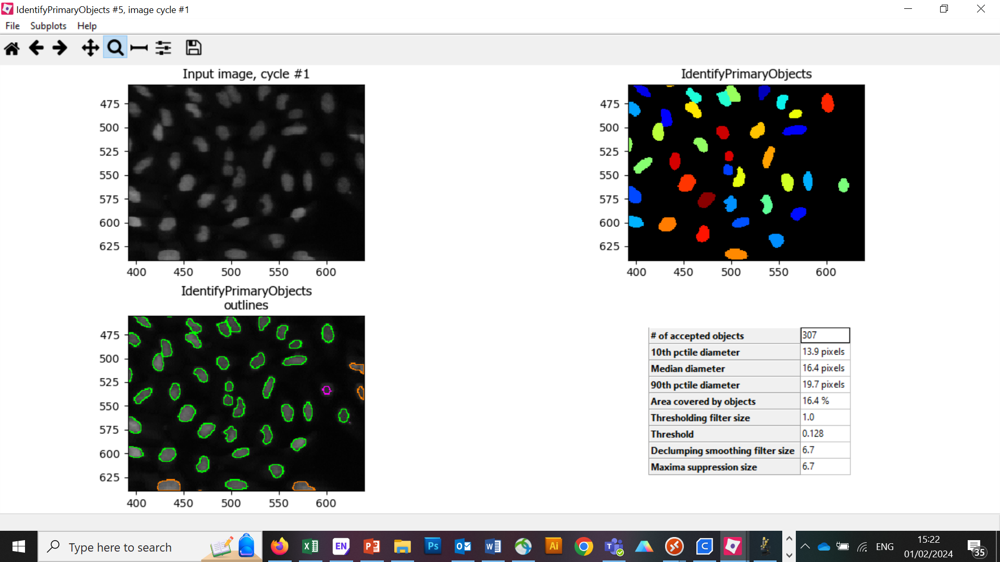 IdentifyPrimaryObjects #5, image cycle #1
File Subplots Help
Input image, cycle #1
475
500
525
550
575
600
625
400 450 500 550 600
IdentifyPrimaryObjects
475
500
525
550
575
600
625
400 450 500 550 600
IdentifyPrimaryObjects
outlines
475
500
525
550
575
600
625
400 450 500 550 600
# of accepted objects 307
10th pctile diameter 13.9 pixels
Median diameter 16.4 pixels
90th pctile diameter 19.7 pixels
Area covered by objects 16.4 %
Thresholding filter size 1.0
Threshold 0.128
Declumping smoothing filter size 6.7
Maxima suppression size 6.7
Type here to search
X EN P Ps O W Ai T C
ENG
15:22
01/02/2024
35